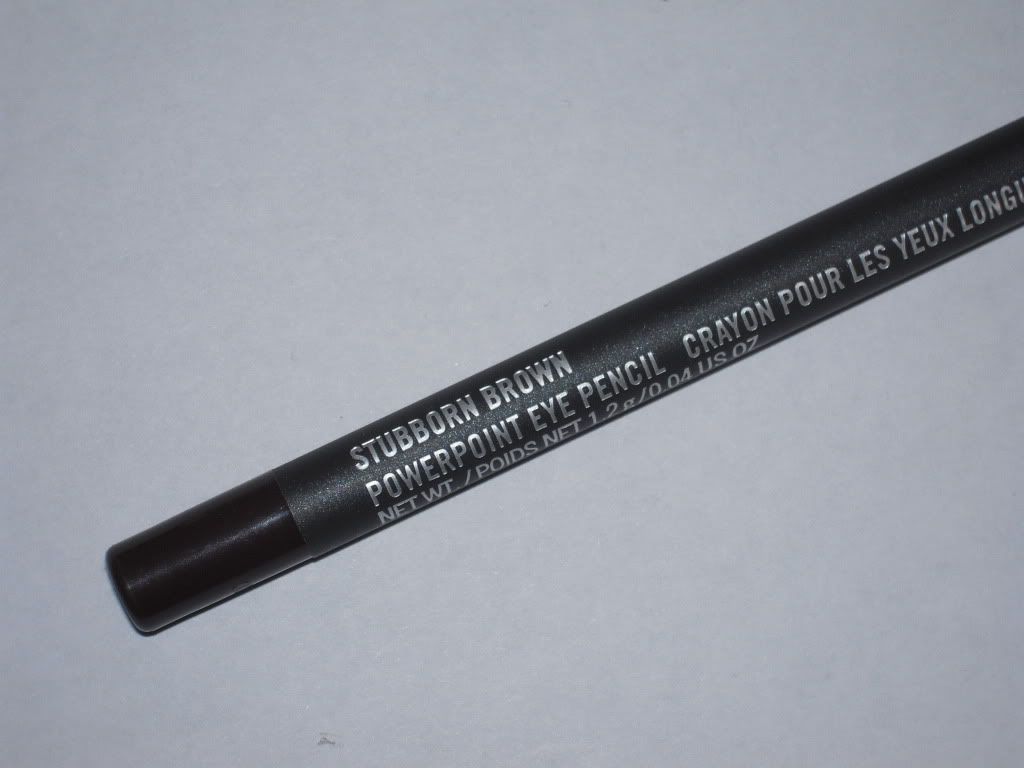 STUBBORN BROWN
POWERPOINT EYE PENCIL CRAYON POUR LES YEUX
NET WT. / POIDS NET 1.2 g/0.04 US OZ